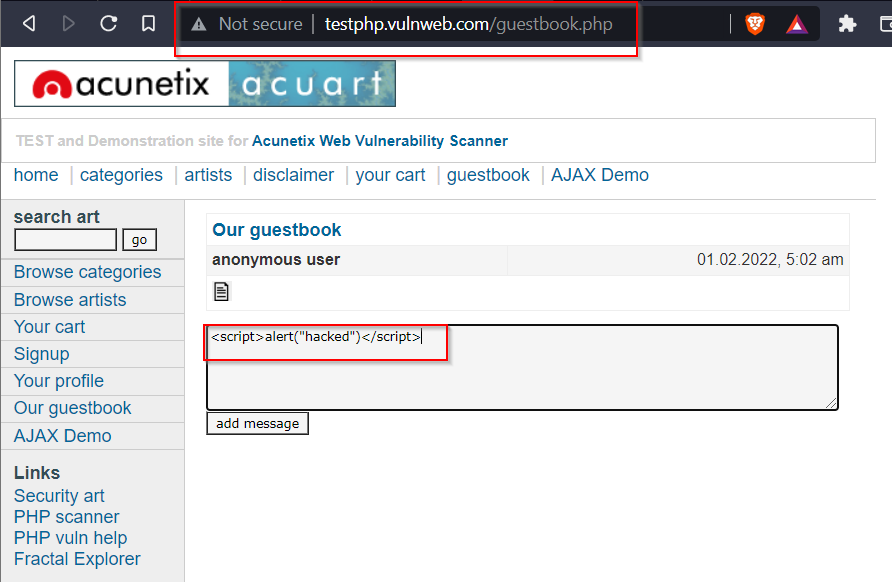 Not secure | testphp.vulnweb.com/guestbook.php
acunetix acuart
TEST and Demonstration site for Acunetix Web Vulnerability Scanner
home | categories | artists | disclaimer | your cart | guestbook | AJAX Demo
search art
go
Browse categories
Browse artists
Your cart
Signup
Your profile
Our guestbook
AJAX Demo
Links
Security art
PHP scanner
PHP vuln help
Fractal Explorer
Our guestbook
anonymous user 01.02.2022, 5:02 am
<script>alert("hacked")</script>
add message